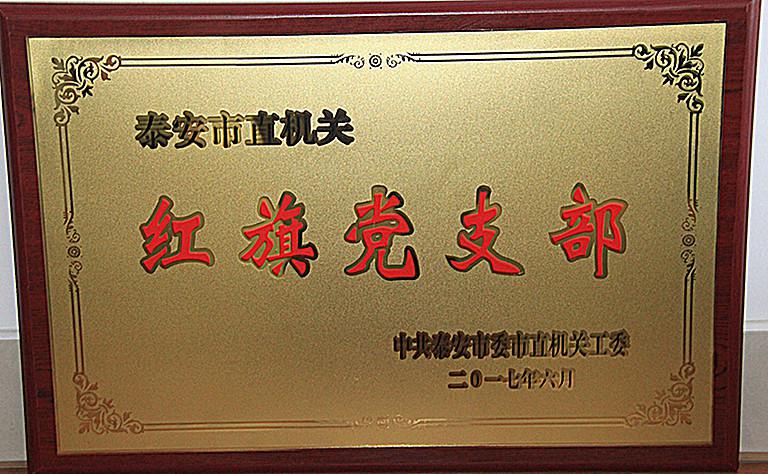 泰安市直机关
红旗党支部
中共泰安市委市直机关工委
二0一七年六月